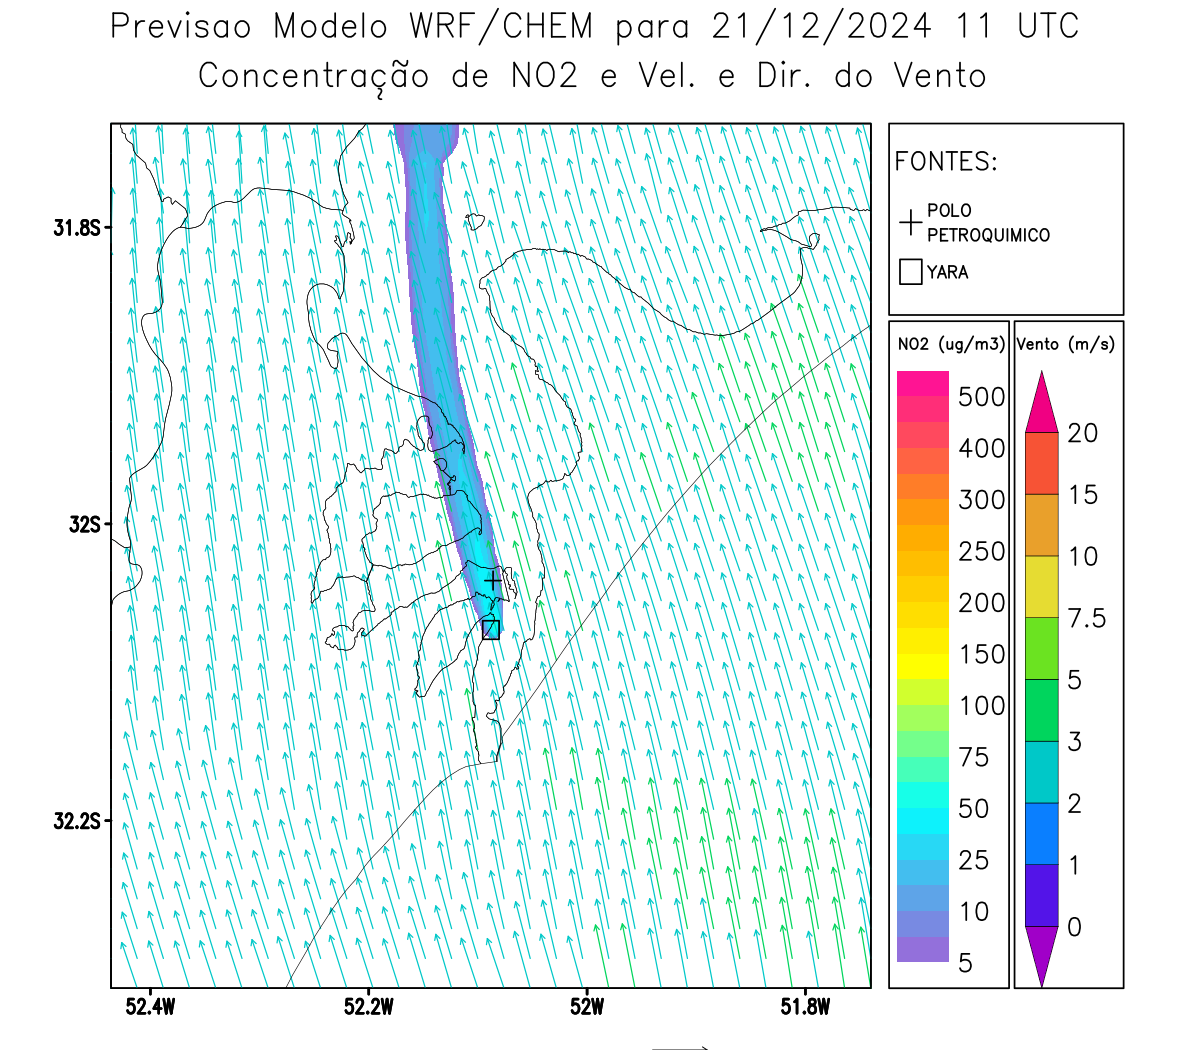 Previsao Modelo WRF/CHEM para 21/12/2024 11 UTC
Concentração de NO2 e Vel. e Dir. do Vento
FONTES:
POLO
PETROQUIMICO
YARA
NO2 (ug/m3)
500
400
300
250
200
150
100
75
50
25
10
5
Vento (m/s)
20
15
10
7.5
5
3
2
1
0
31.8S
32S
32.2S
52.4W
52.2W
52W
51.8W